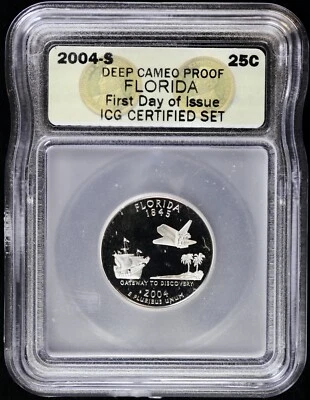 2004-S 25C
DEEP CAMEO PROOF
FLORIDA
First Day of Issue
ICG CERTIFIED SET
FLORIDA
1845
GATEWAY TO DISCOVERY
2004
E PLURIBUS UNUM